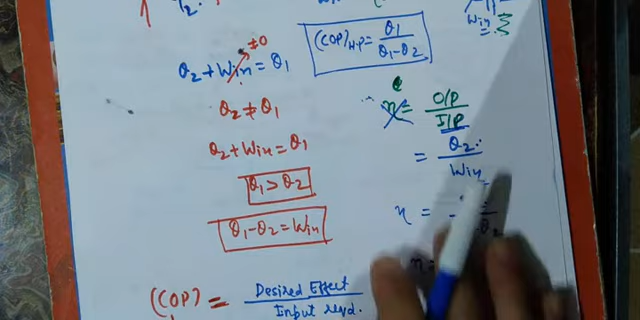 Q₂ + Win = Q₁
≠0
Q₂ ≠ Q₁
Q₂ + Win = Q₁
Q₁ > Q₂
Q₁ - Q₂ = Win
(COP) = Desired Effect / Input reqd.
Win
(COP)H.P = Q₁ / Q₁-Q₂
η = O/P / I/P
= Q₂ / Win
η =
η =